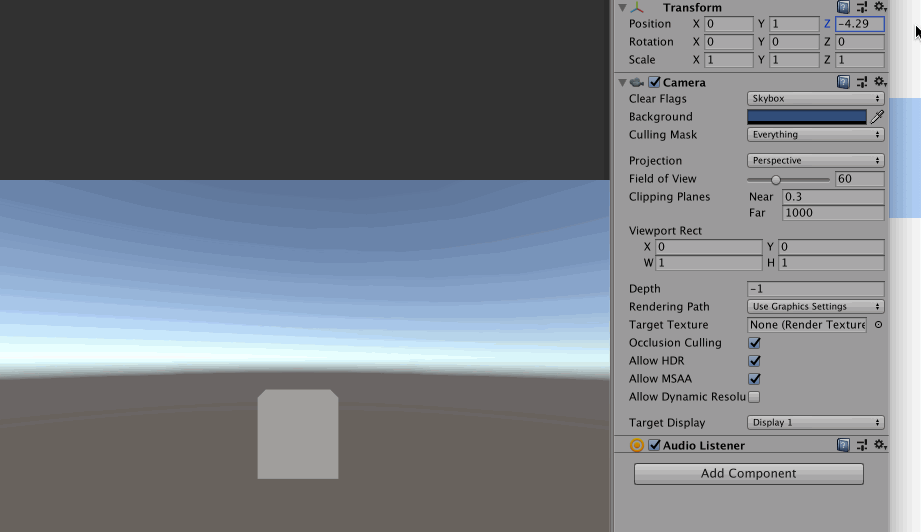 Transform
Position X 0 Y 1 Z -4.29
Rotation X 0 Y 0 Z 0
Scale X 1 Y 1 Z 1
Camera
Clear Flags Skybox
Background
Culling Mask Everything
Projection Perspective
Field of View 60
Clipping Planes Near 0.3
Far 1000
Viewport Rect
X 0 Y 0
W 1 H 1
Depth -1
Rendering Path Use Graphics Settings
Target Texture None (Render Texture
Occlusion Culling
Allow HDR
Allow MSAA
Allow Dynamic Resolu
Target Display Display 1
Audio Listener
Add Component